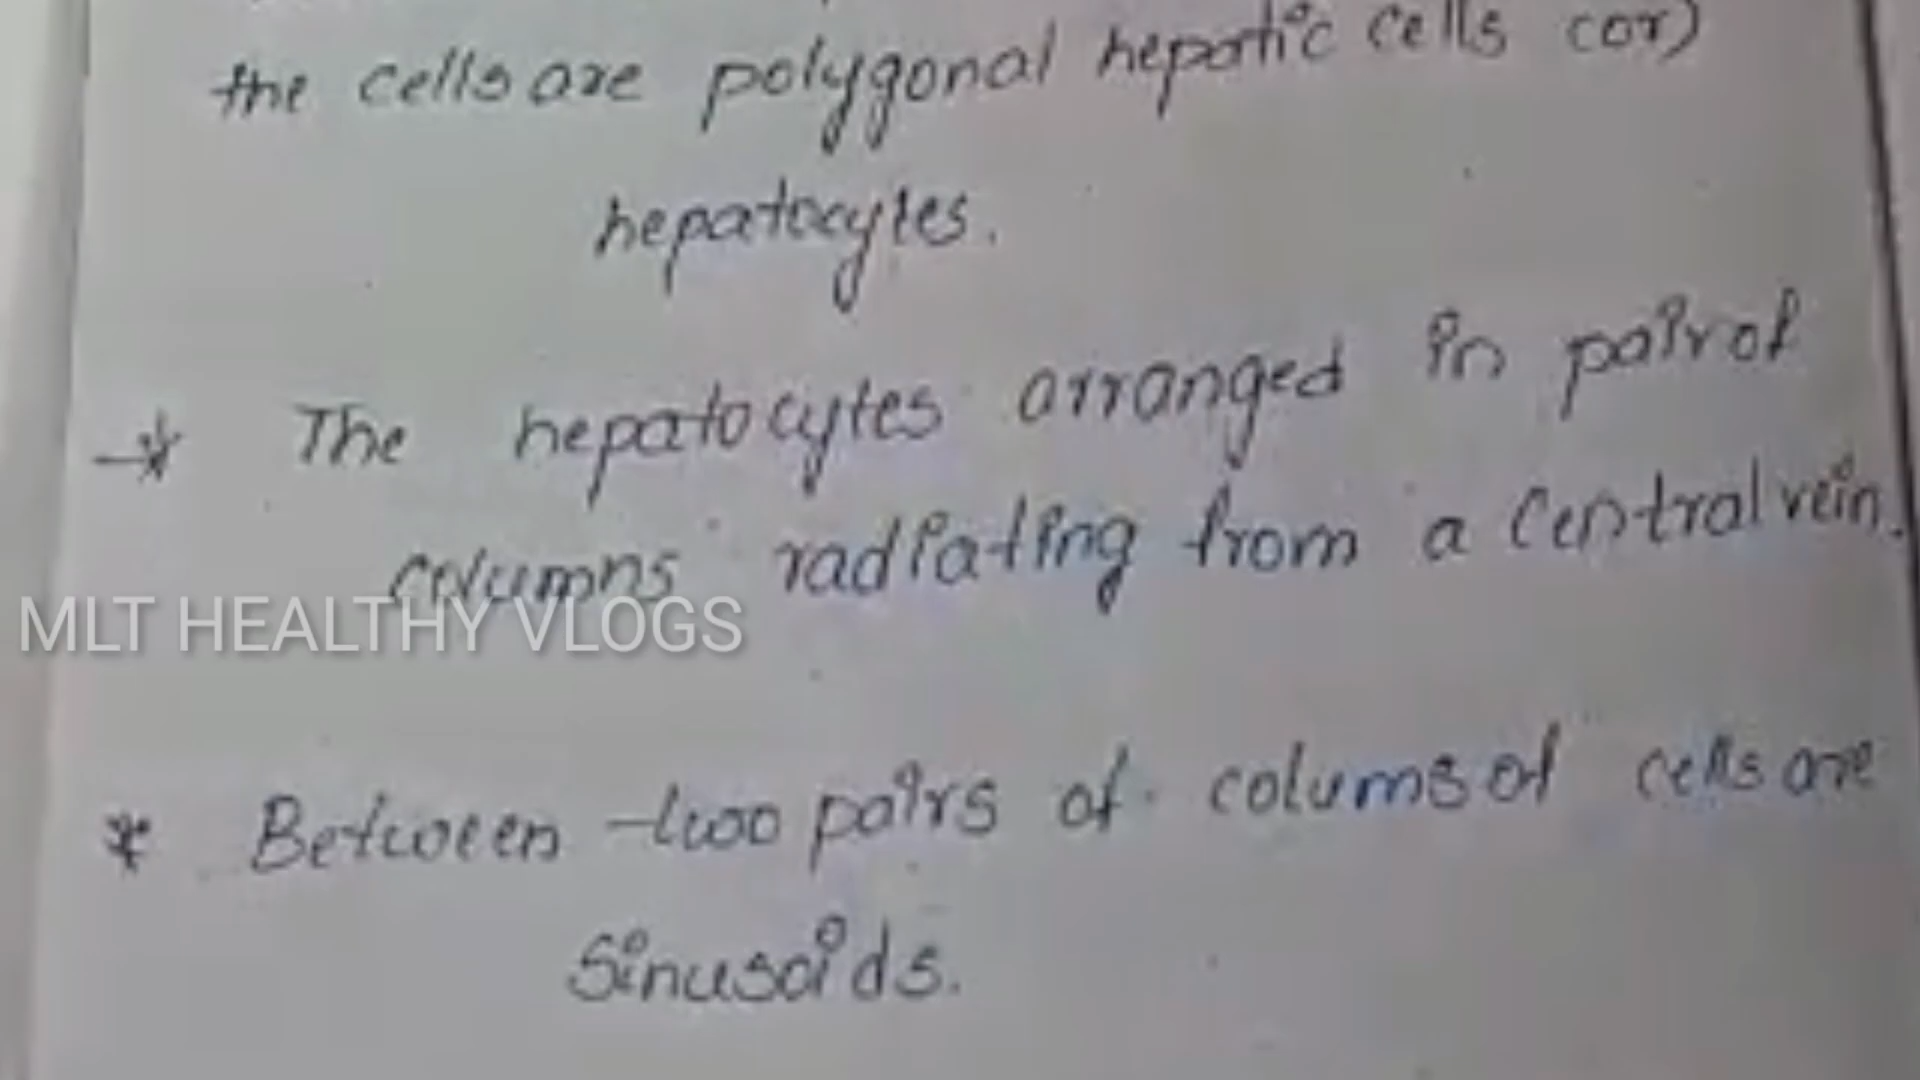 the cells are polygonal hepatic cells (or)
hepatocytes.
* The hepatocytes arranged in pair of
columns radiating from a central vein.
MLT HEALTHY VLOGS
* Between two pairs of colums of cells are
Sinusoids.